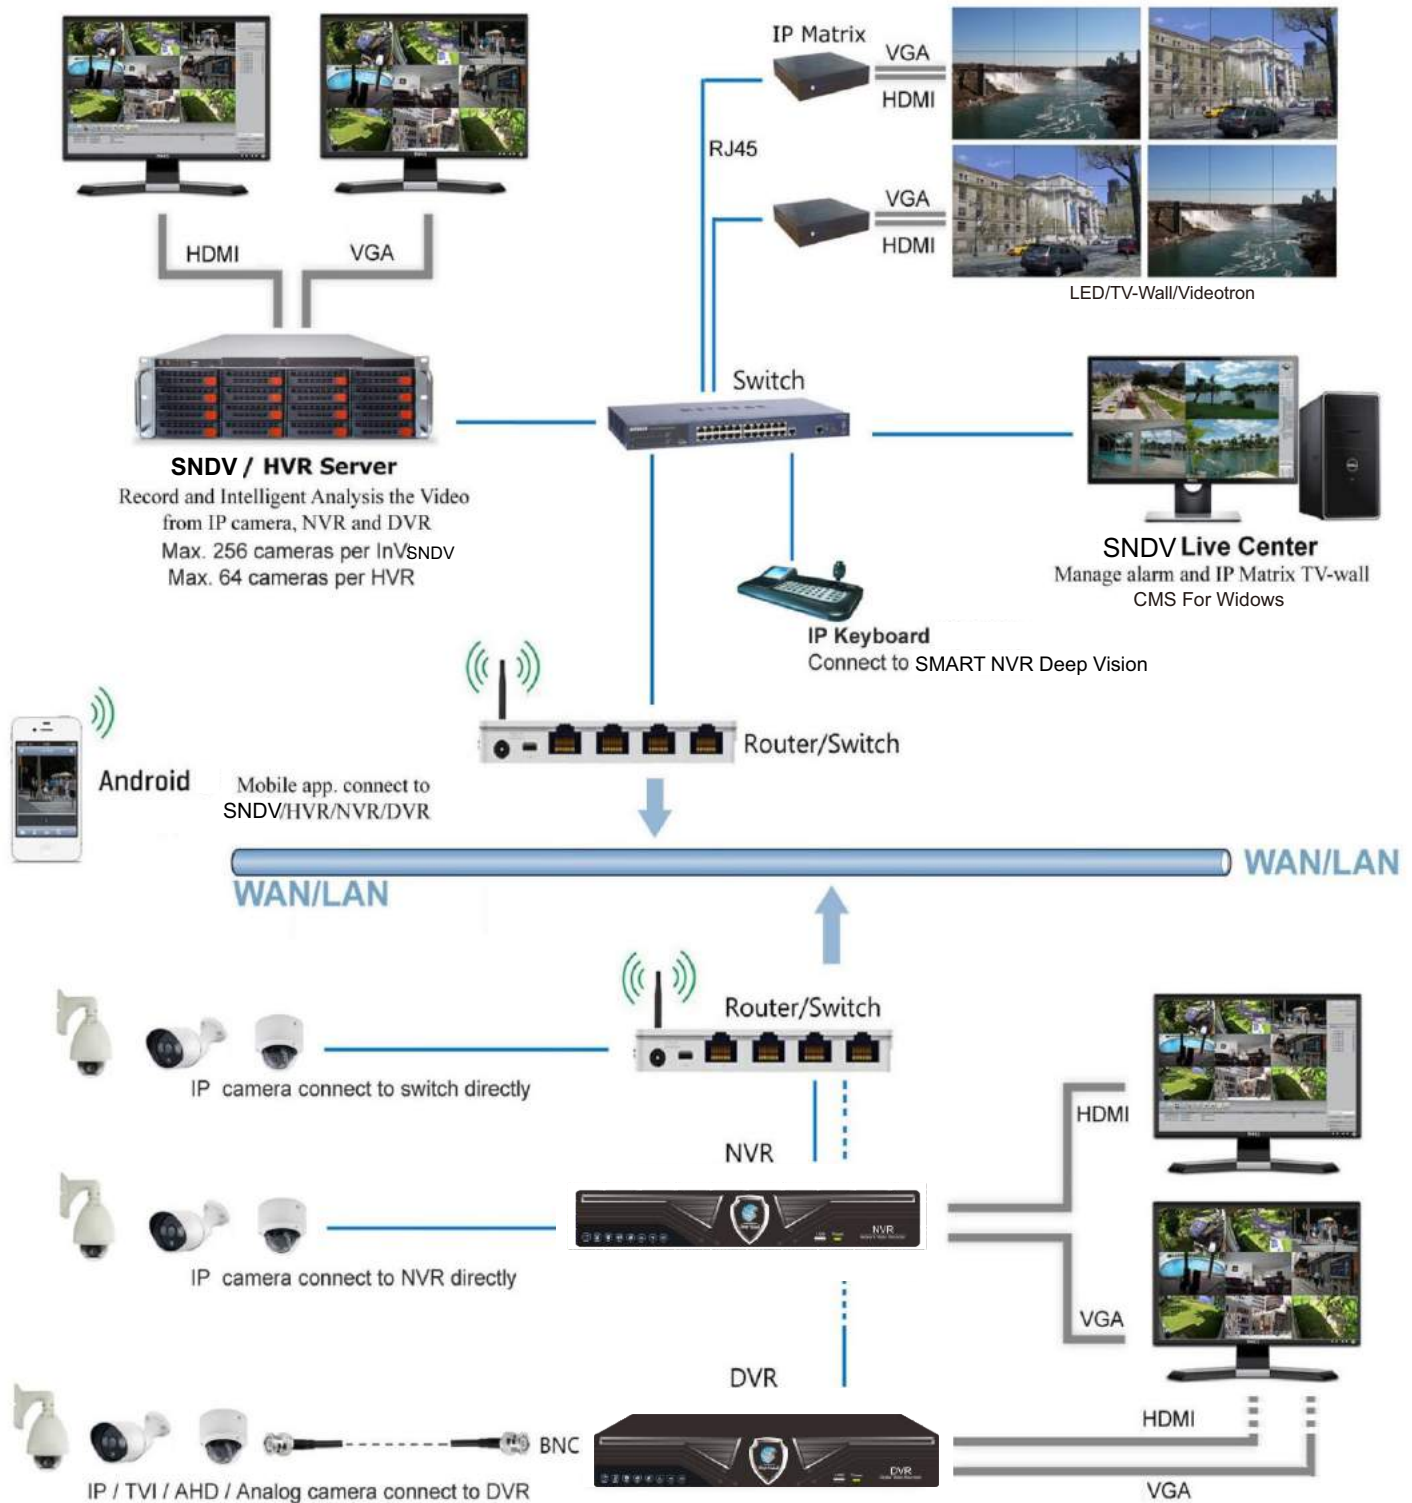 IP Matrix
VGA
HDMI
RJ45
VGA
HDMI
LED/TV-Wall/Videotron
HDMI
VGA
Switch
SNDV / HVR Server
Record and Intelligent Analysis the Video
from IP camera, NVR and DVR
Max. 256 cameras per InVSNDV
Max. 64 cameras per HVR
SNDV Live Center
Manage alarm and IP Matrix TV-wall
CMS For Widows
IP Keyboard
Connect to SMART NVR Deep Vision
Router/Switch
Android
Mobile app. connect to
SNDV/HVR/NVR/DVR
WAN/LAN
WAN/LAN
Router/Switch
IP camera connect to switch directly
HDMI
NVR
NVR
IP camera connect to NVR directly
VGA
DVR
HDMI
BNC
DVR
IP / TVI / AHD / Analog camera connect to DVR
VGA